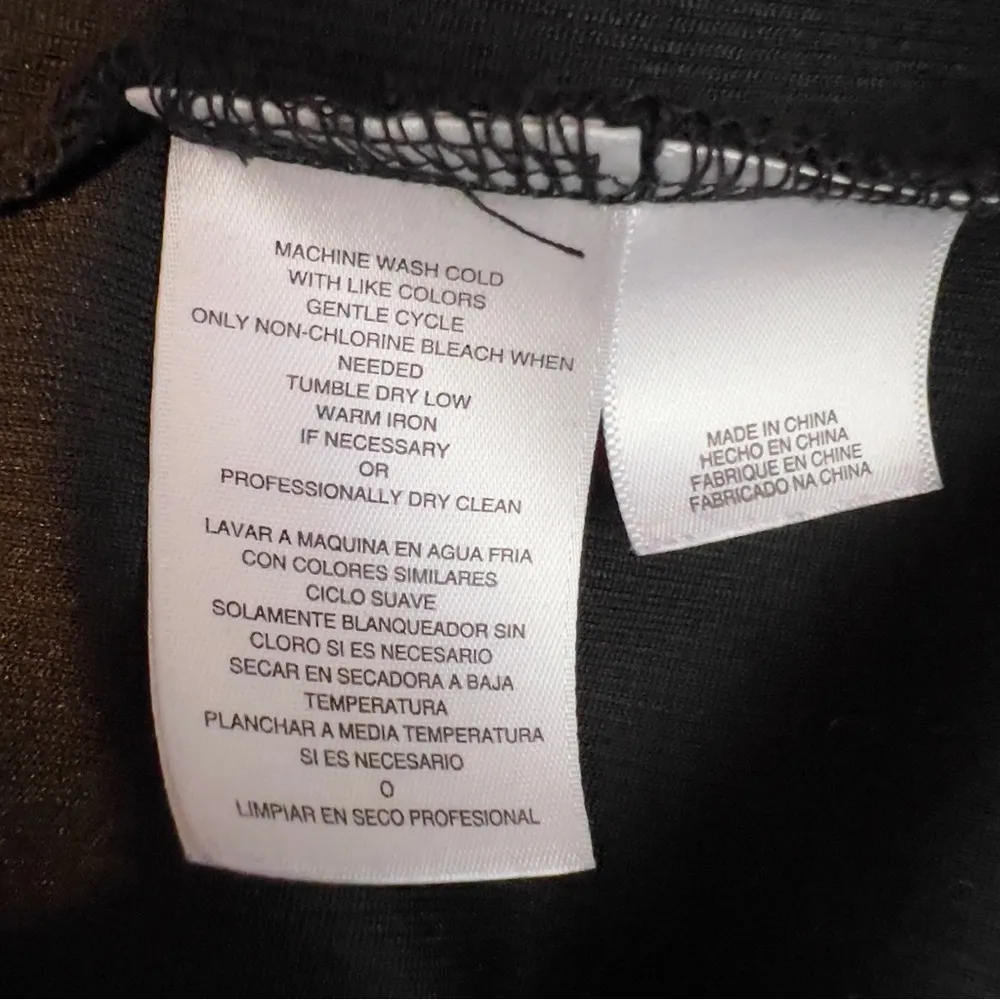 MACHINE WASH COLD
WITH LIKE COLORS
GENTLE CYCLE
ONLY NON-CHLORINE BLEACH WHEN
NEEDED
TUMBLE DRY LOW
WARM IRON
IF NECESSARY
OR
PROFESSIONALLY DRY CLEAN
LAVAR A MAQUINA EN AGUA FRIA
CON COLORES SIMILARES
CICLO SUAVE
SOLAMENTE BLANQUEADOR SIN
CLORO SI ES NECESARIO
SECAR EN SECADORA A BAJA
TEMPERATURA
PLANCHAR A MEDIA TEMPERATURA
SI ES NECESARIO
O
LIMPIAR EN SECO PROFESIONAL
MADE IN CHINA
HECHO EN CHINA
FABRIQUE EN CHINE
FABRICADO NA CHINA